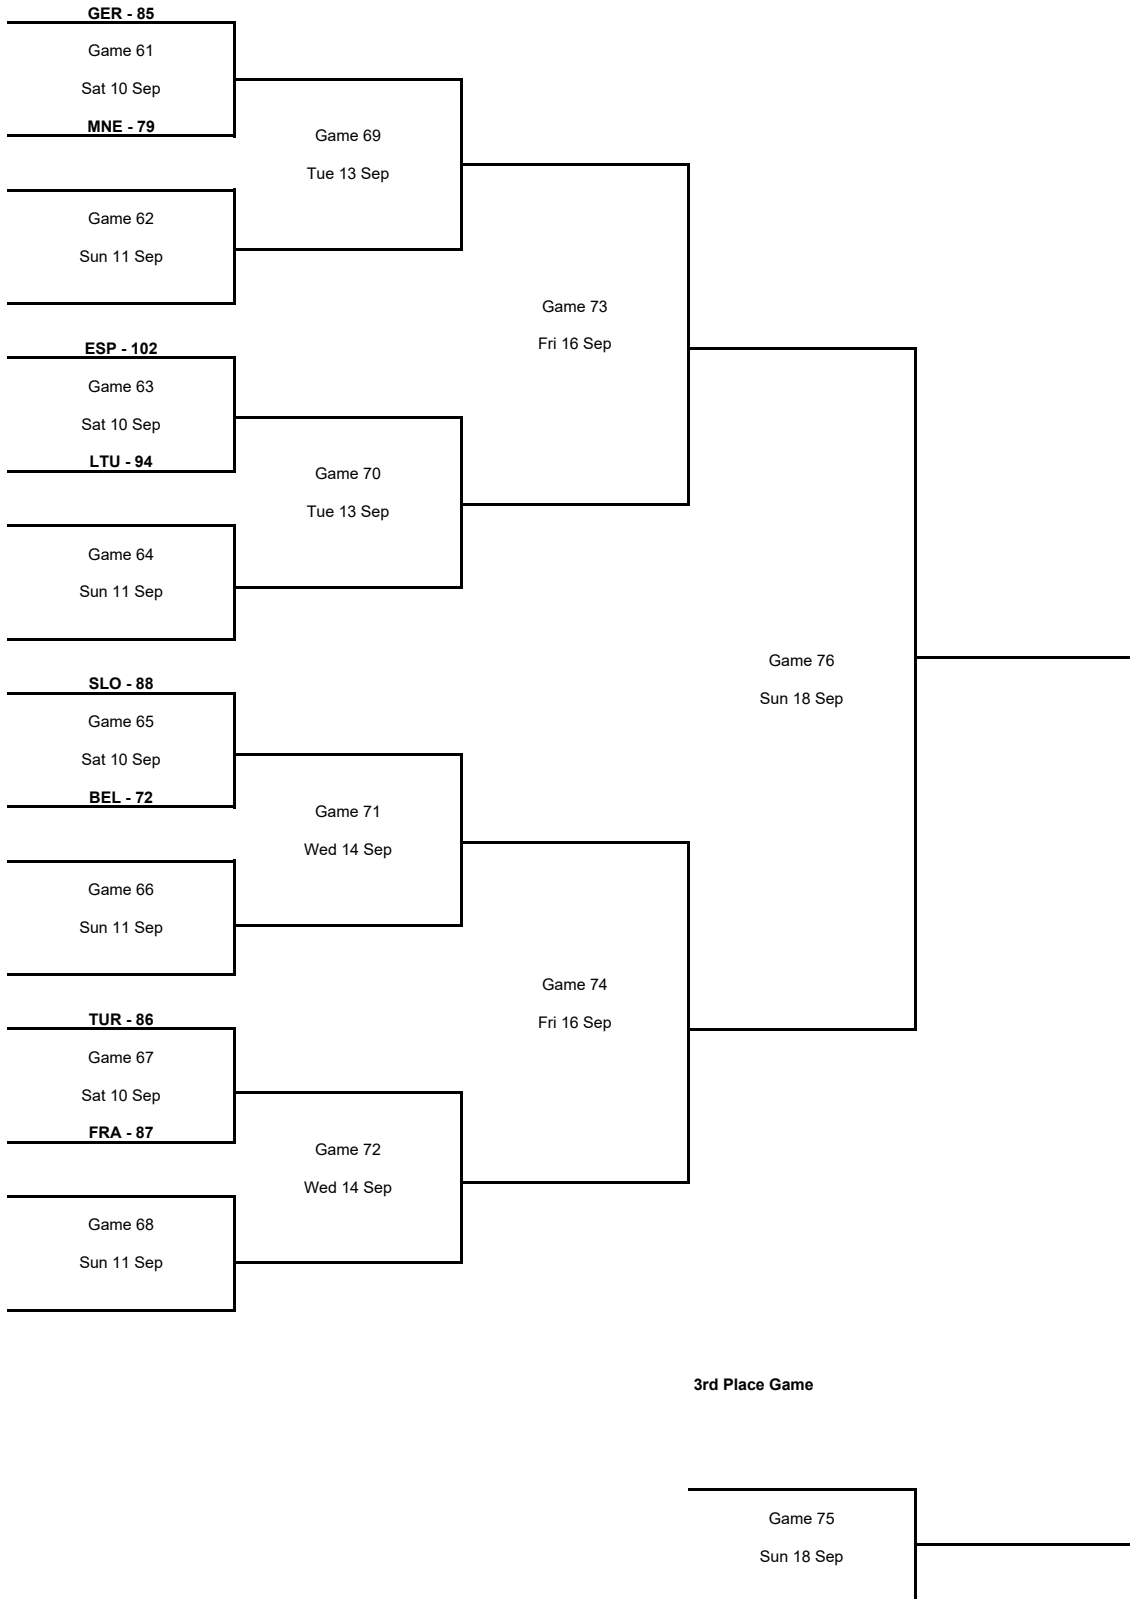 GER - 85
Game 61
Sat 10 Sep
MNE - 79
Game 69
Tue 13 Sep
Game 62
Sun 11 Sep
Game 73
Fri 16 Sep
ESP - 102
Game 63
Sat 10 Sep
LTU - 94
Game 70
Tue 13 Sep
Game 64
Sun 11 Sep
Game 76
Sun 18 Sep
SLO - 88
Game 65
Sat 10 Sep
BEL - 72
Game 71
Wed 14 Sep
Game 66
Sun 11 Sep
Game 74
Fri 16 Sep
TUR - 86
Game 67
Sat 10 Sep
FRA - 87
Game 72
Wed 14 Sep
Game 68
Sun 11 Sep
3rd Place Game
Game 75
Sun 18 Sep